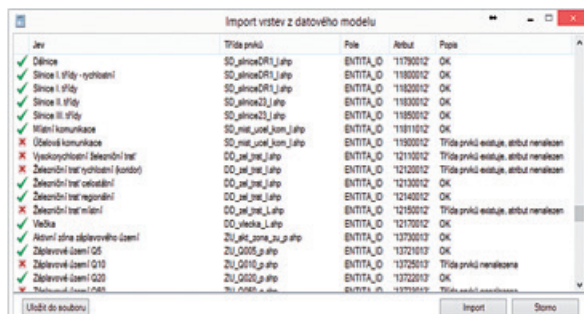 Import vrstev z datového modelu
Jev Třída prvků Pole Atribut Popis
Dálnice SD_silniceDR1_l.shp ENTITA_ID '11790012' OK
Silnice I. třídy - rychlostní SD_silniceDR1_l.shp ENTITA_ID '11800012' OK
Silnice I. třídy SD_silniceDR1_l.shp ENTITA_ID '11820012' OK
Silnice II. třídy SD_silnice23_l.shp ENTITA_ID '11830012' OK
Silnice III. třídy SD_silnice23_l.shp ENTITA_ID '11850012' OK
Místní komunikace SD_mist_ucel_kom_l.shp ENTITA_ID '11811012' OK
Účelová komunikace SD_mist_ucel_kom_l.shp ENTITA_ID '11900012' Třída prvků existuje, atribut nenalezen
Vysokorychlostní železniční trať DD_zel_trat_l.shp ENTITA_ID '12110012' Třída prvků existuje, atribut nenalezen
Železniční trať rychlostní (koridor) DD_zel_trat_l.shp ENTITA_ID '12120012' Třída prvků existuje, atribut nenalezen
Železniční trať celostátní DD_zel_trat_l.shp ENTITA_ID '12130012' OK
Železniční trať regionální DD_zel_trat_l.shp ENTITA_ID '12140012' OK
Železniční trať místní DD_zel_trat_l.shp ENTITA_ID '12150012' Třída prvků existuje, atribut nenalezen
Vlečka DD_vlecka_l.shp ENTITA_ID '12170012' OK
Aktivní zóna záplavového území ZU_akt_zona_zu_p.shp ENTITA_ID '13730013' OK
Záplavové území Q5 ZU_Q005_p.shp ENTITA_ID '13721013' OK
Záplavové území Q10 ZU_Q010_p.shp ENTITA_ID '13725013' Třída prvků nenalezena
Záplavové území Q20 ZU_Q020_p.shp ENTITA_ID '13722013' OK
Uložit do souboru Import Storno